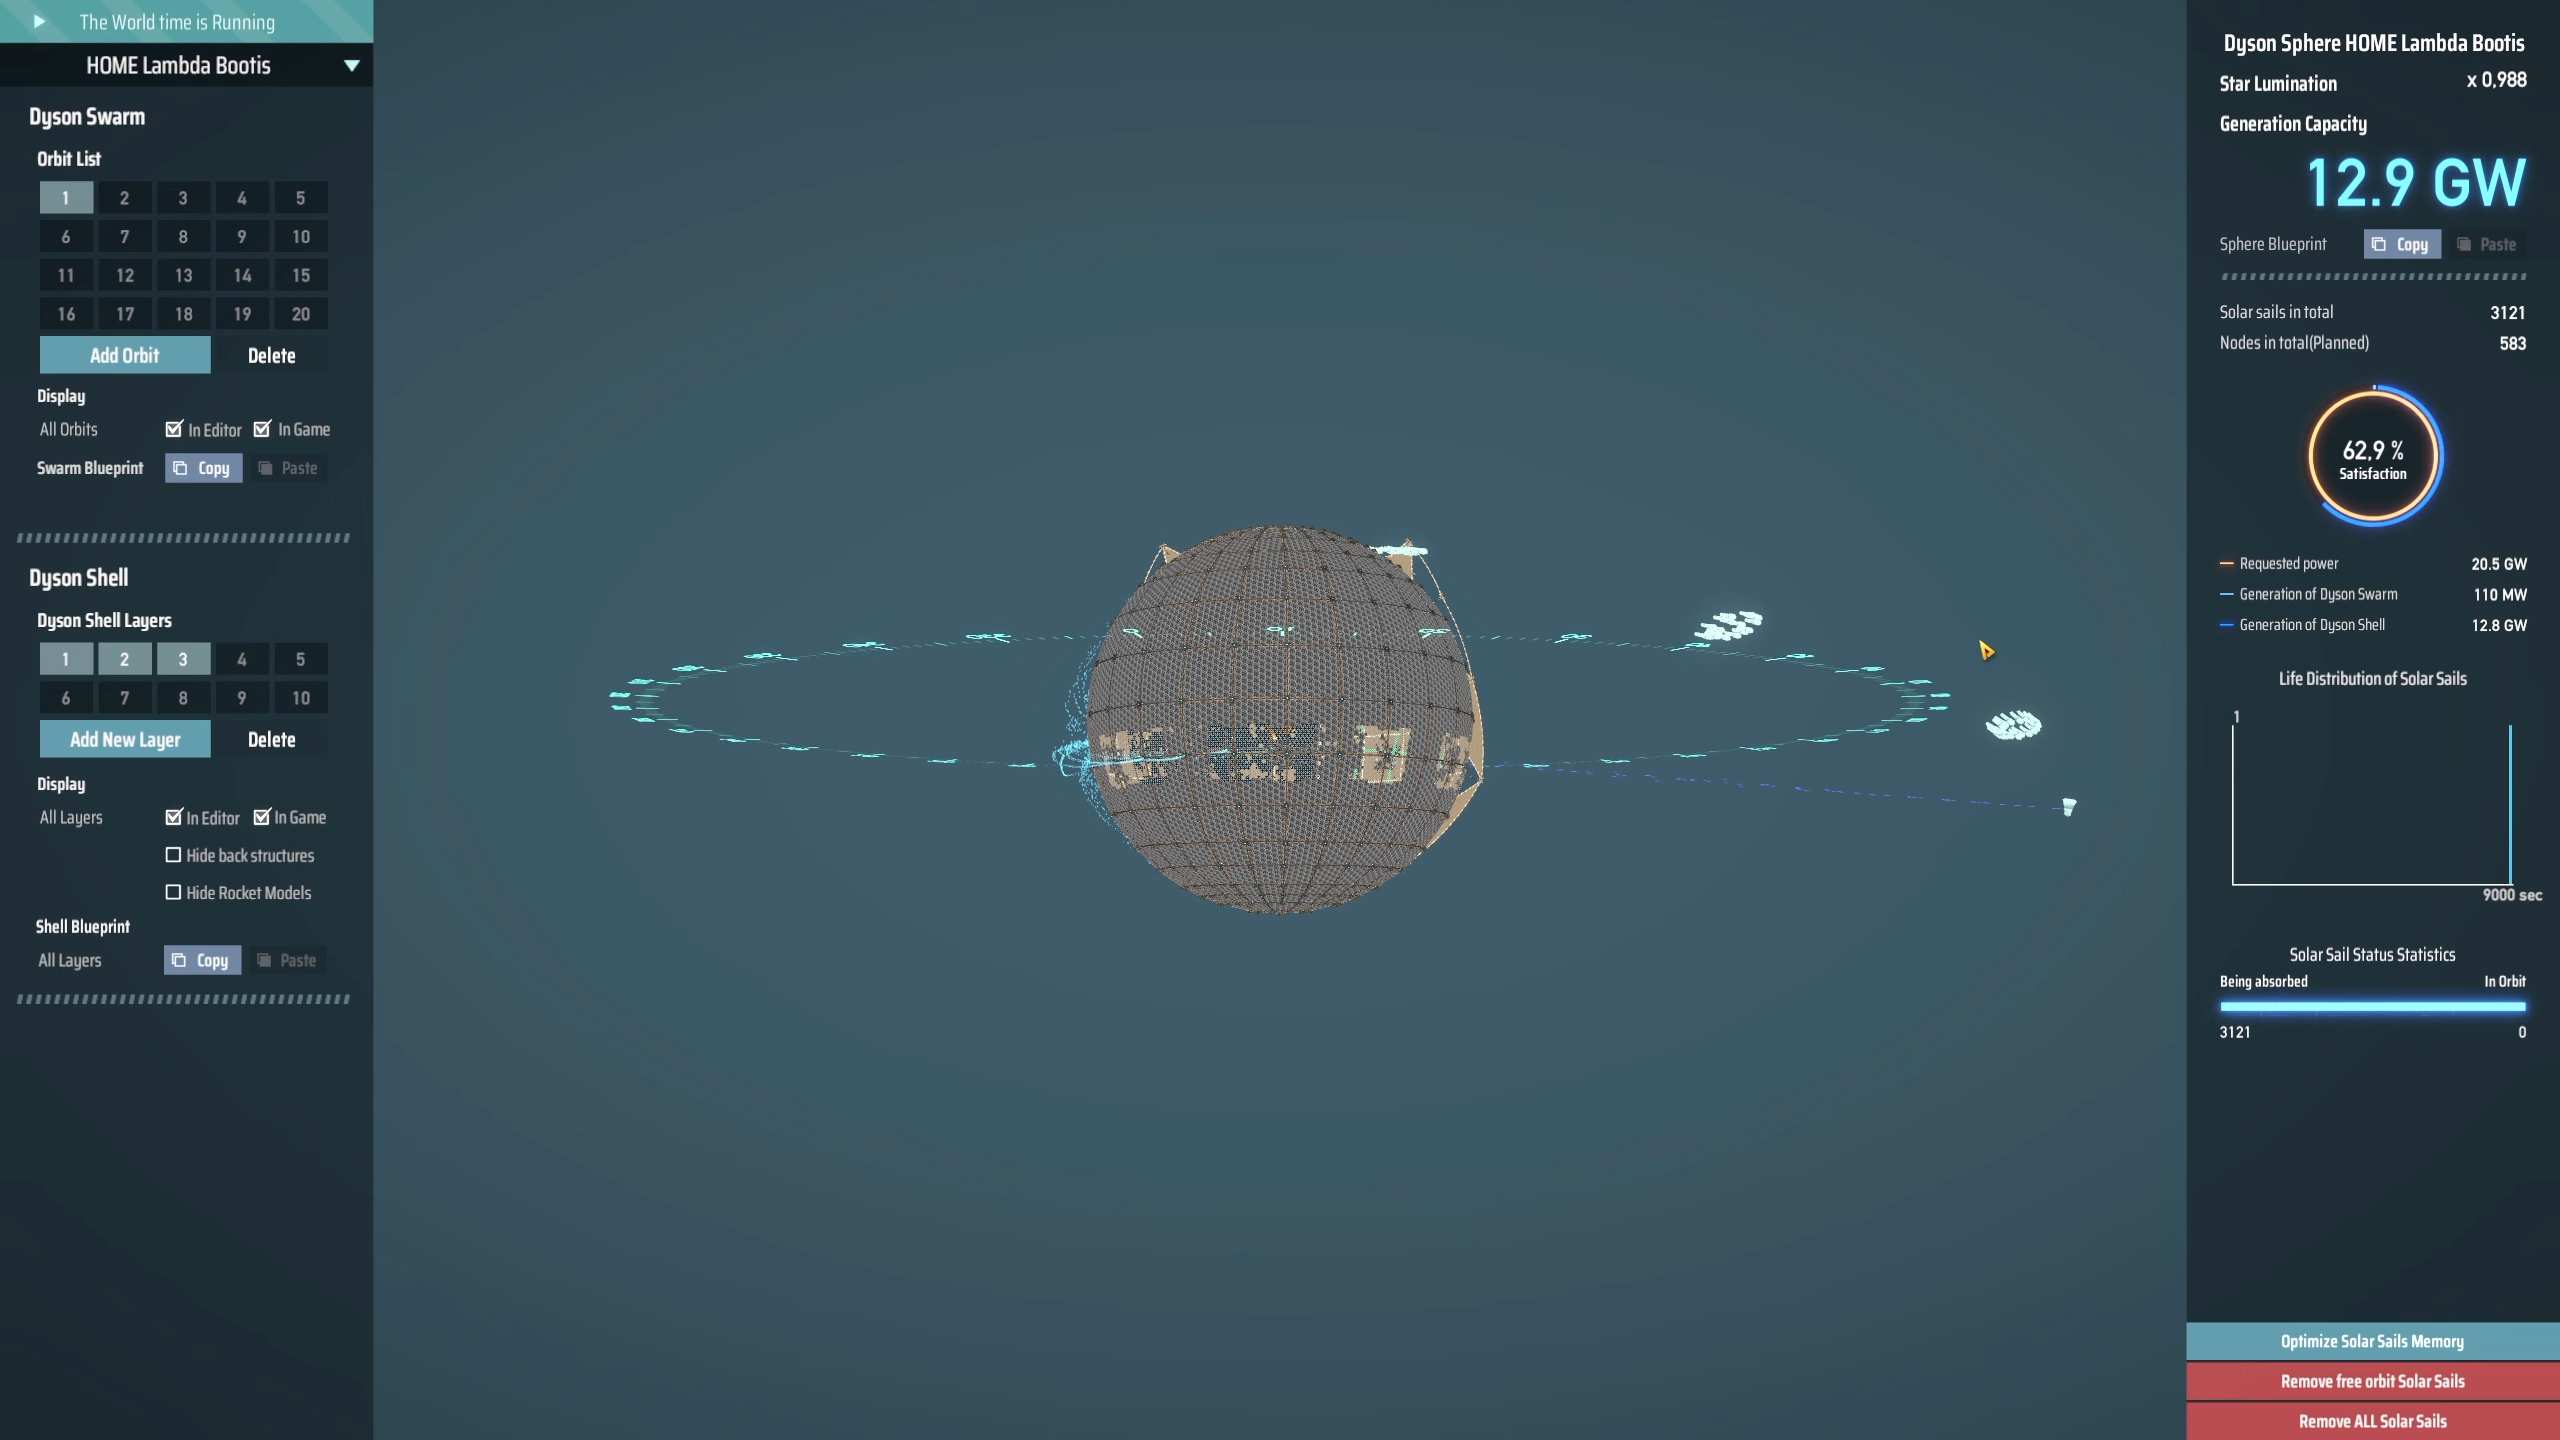 The World time is Running
HOME Lambda Bootis
Dyson Swarm
Orbit List
1 2 3 4 5
6 7 8 9 10
11 12 13 14 15
16 17 18 19 20
Add Orbit Delete
Display
All Orbits In Editor In Game
Swarm Blueprint Copy Paste
Dyson Shell
Dyson Shell Layers
1 2 3 4 5
6 7 8 9 10
Add New Layer Delete
Display
All Layers In Editor In Game
Hide back structures
Hide Rocket Models
Shell Blueprint
All Layers Copy Paste
Dyson Sphere HOME Lambda Bootis
Star Lumination x 0,988
Generation Capacity
12.9 GW
Sphere Blueprint Copy Paste
Solar sails in total 3121
Nodes in total(Planned) 583
62,9 %
Satisfaction
Requested power 20.5 GW
Generation of Dyson Swarm 110 MW
Generation of Dyson Shell 12.8 GW
Life Distribution of Solar Sails
1
9000 sec
Solar Sail Status Statistics
Being absorbed In Orbit
3121 0
Optimize Solar Sails Memory
Remove free orbit Solar Sails
Remove ALL Solar Sails